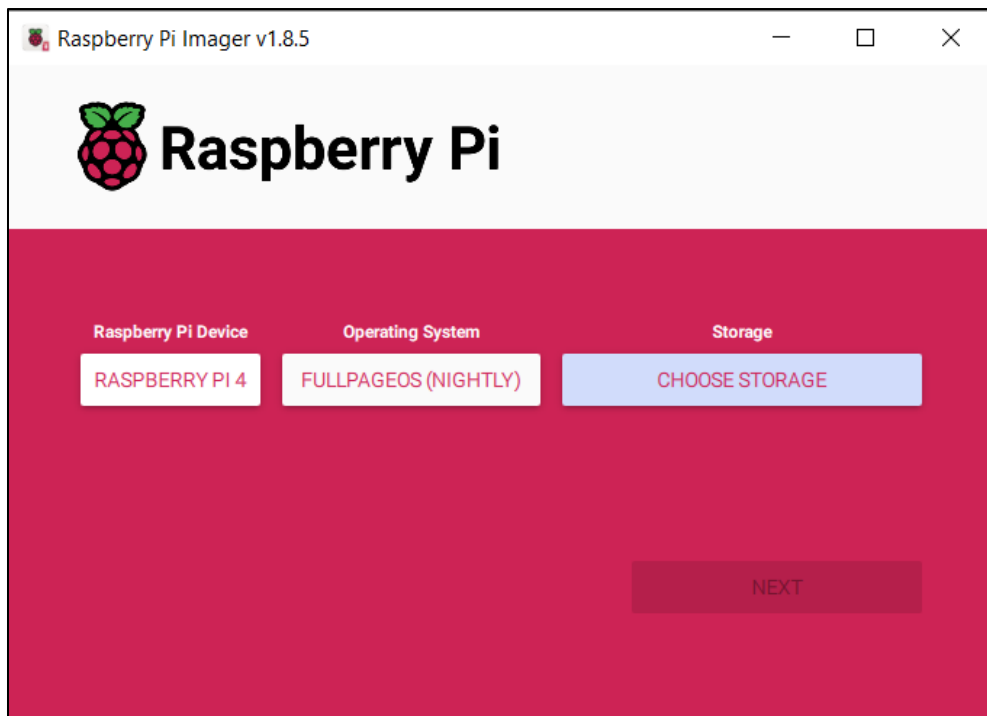 Raspberry Pi Imager v1.8.5
Raspberry Pi
Raspberry Pi Device
Operating System
Storage
RASPBERRY PI 4
FULLPAGEOS (NIGHTLY)
CHOOSE STORAGE
NEXT